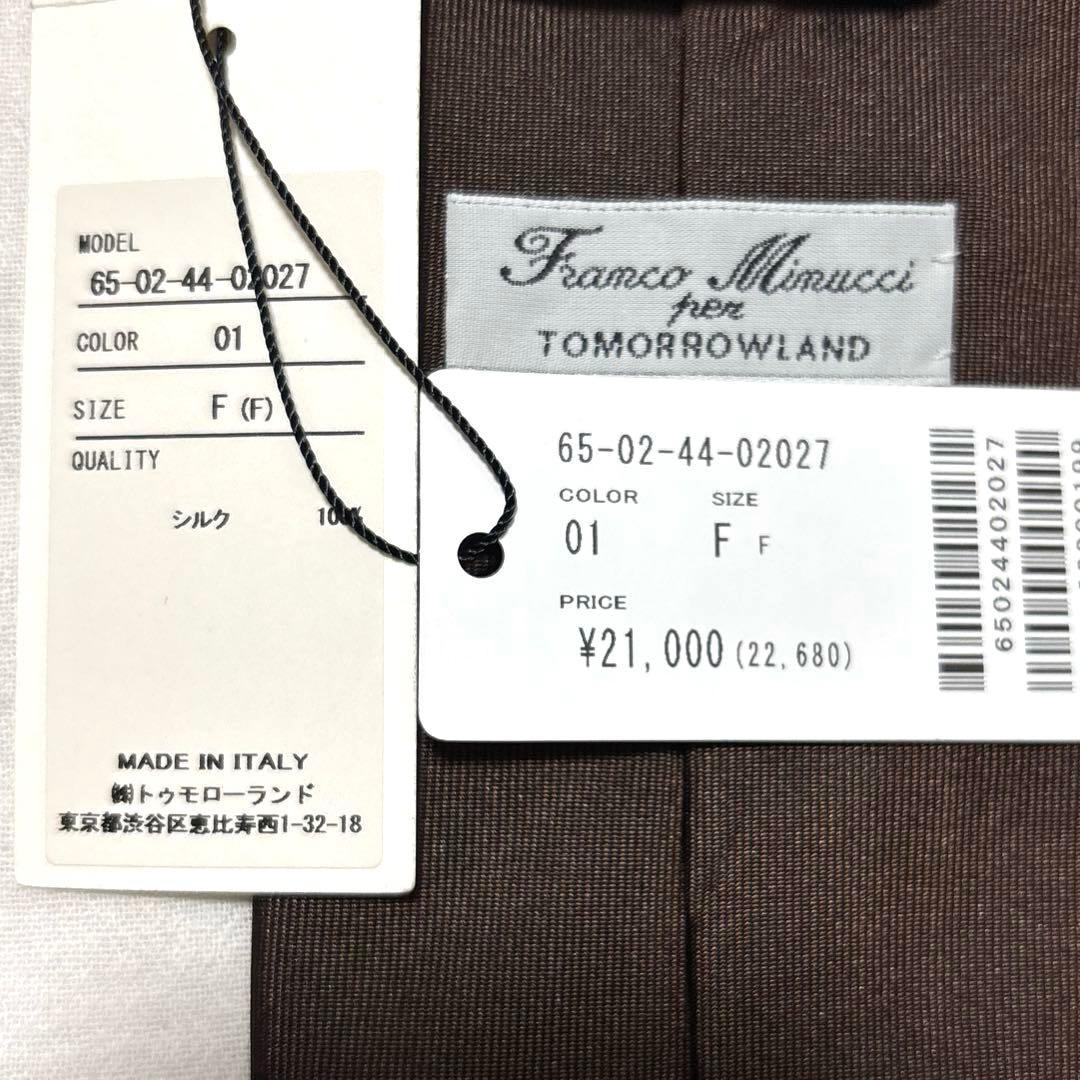 MODEL
65-02-44-02027
COLOR 01
SIZE F (F)
QUALITY
シルク 100%
MADE IN ITALY
㈱トゥモローランド
東京都渋谷区恵比寿西1-32-18
Franco Minucci
per
TOMORROWLAND
65-02-44-02027
COLOR SIZE
01 F F
PRICE
¥21,000(22,680)
6502440202​7